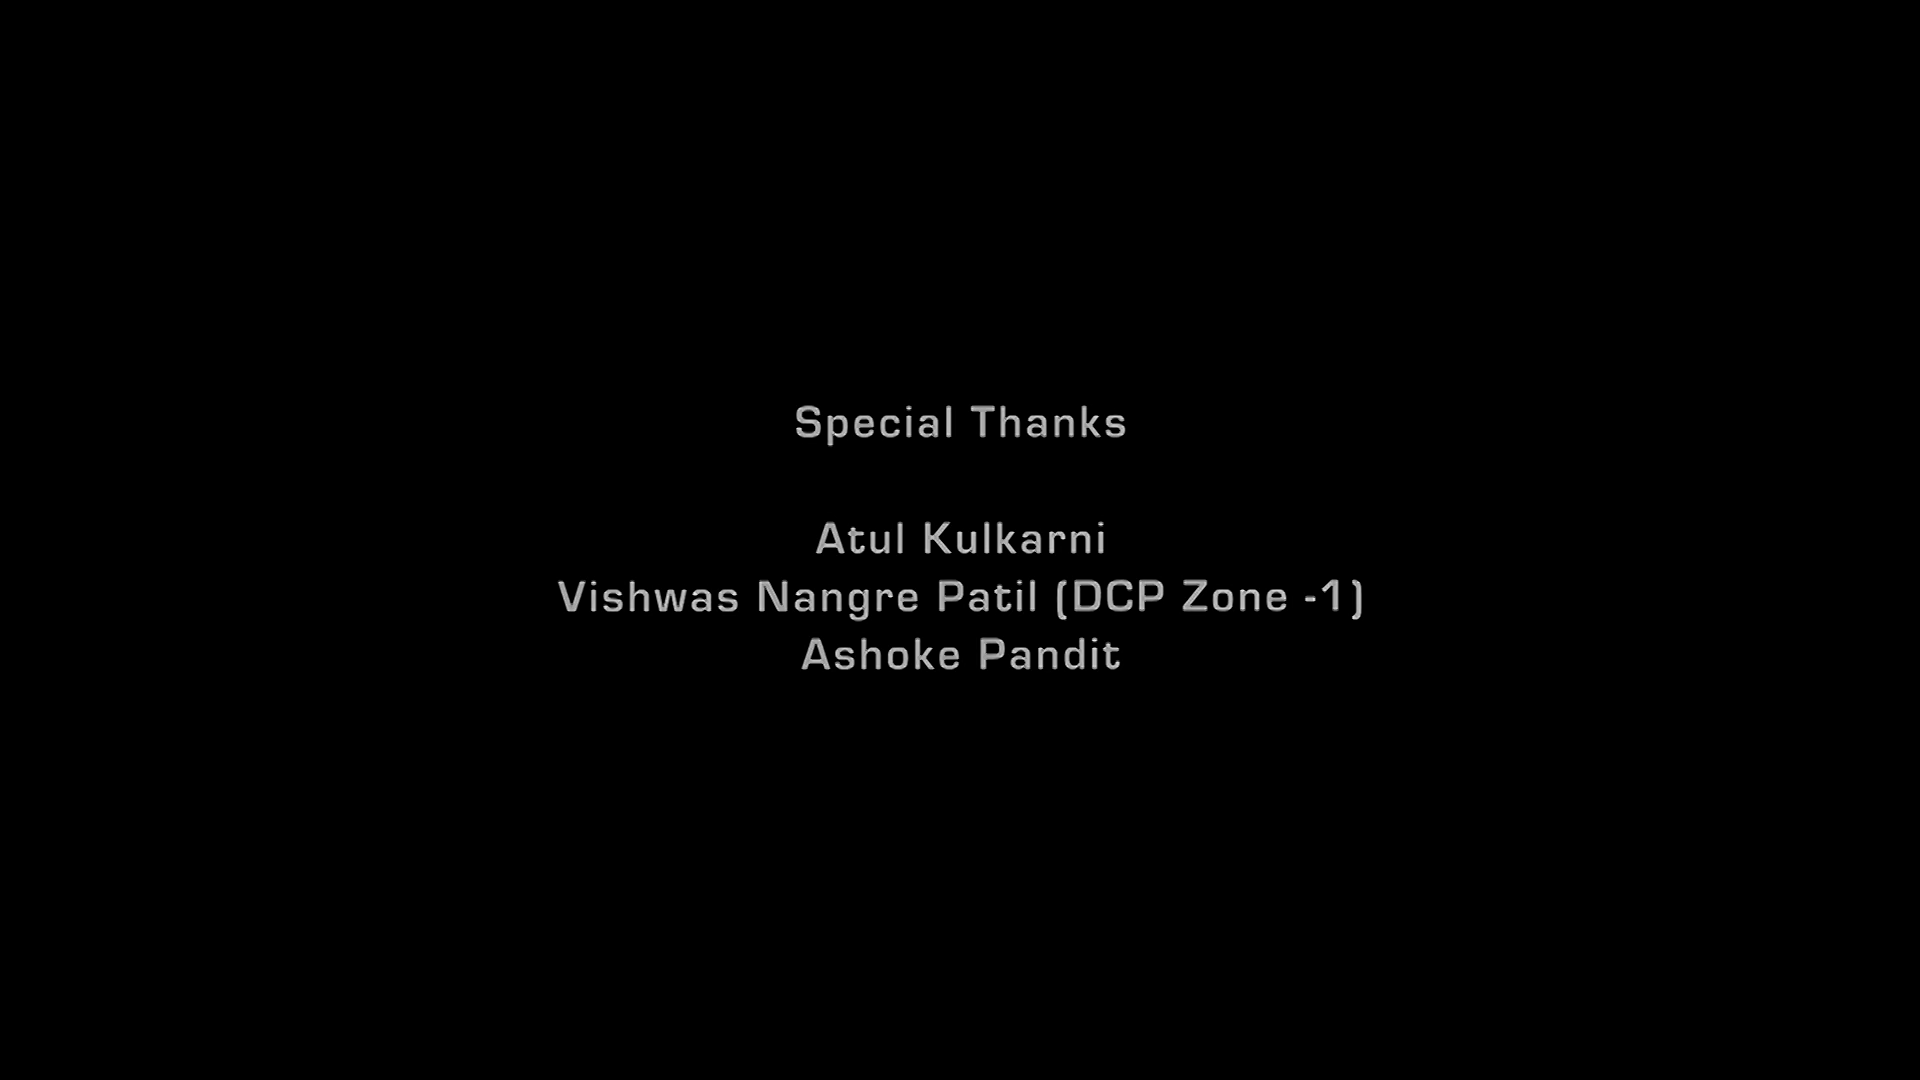 Special Thanks
Atul Kulkarni
Vishwas Nangre Patil (DCP Zone -1)
Ashoke Pandit